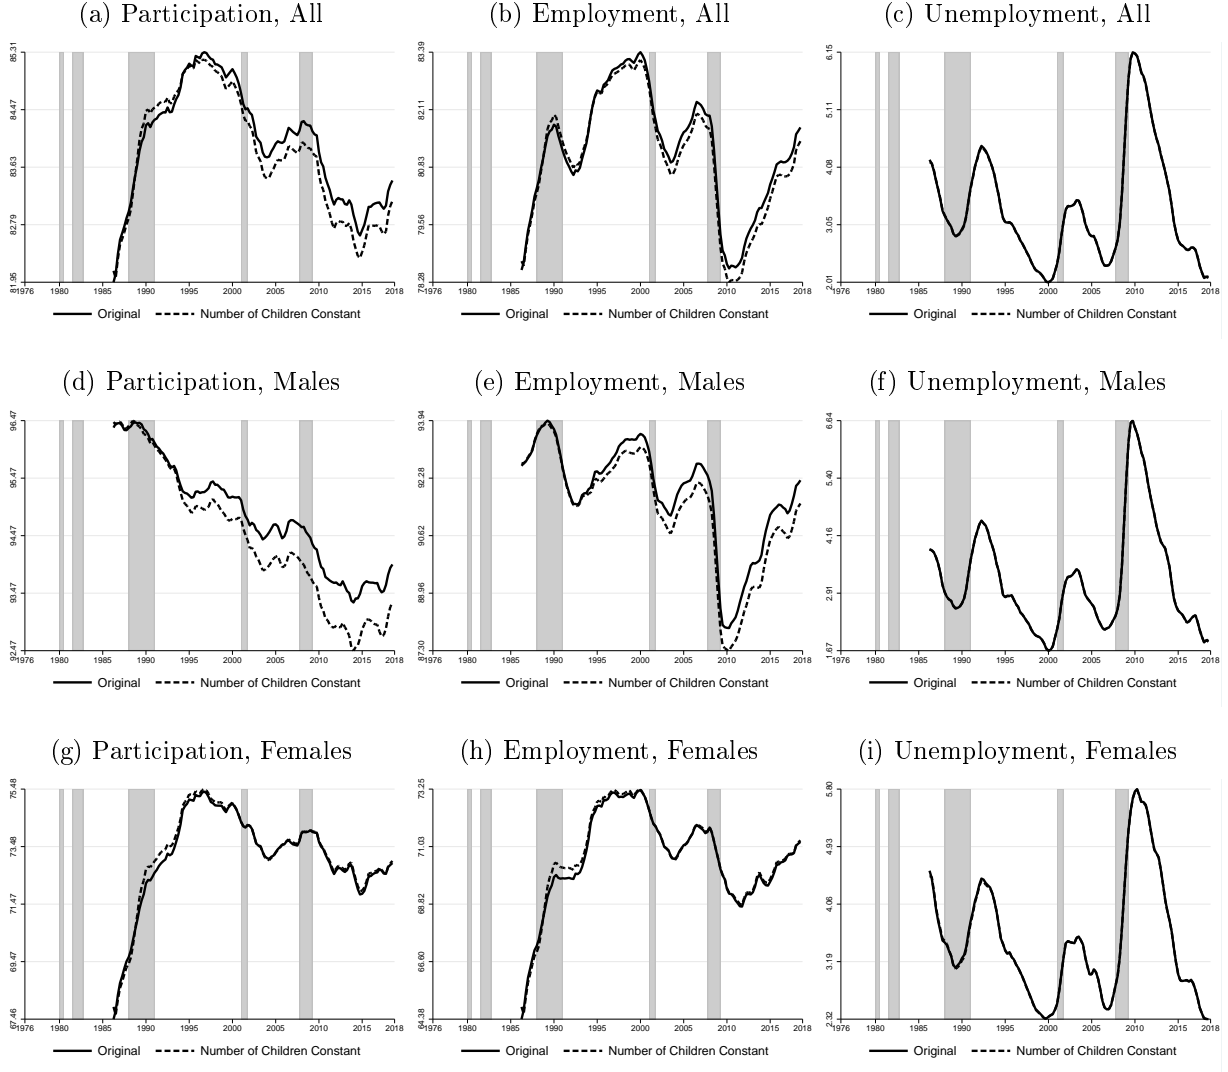 (a) Participation, All
(b) Employment, All
(c) Unemployment, All
85.31
84.47
83.63
82.79
81.95
1976 1980 1985 1990 1995 2000 2005 2010 2015 2018
Original Number of Children Constant
83.39
82.11
80.83
79.56
78.28
1976 1980 1985 1990 1995 2000 2005 2010 2015 2018
Original Number of Children Constant
6.15
5.11
4.08
3.05
2.01
1976 1980 1985 1990 1995 2000 2005 2010 2015 2018
Original Number of Children Constant
(d) Participation, Males
(e) Employment, Males
(f) Unemployment, Males
96.47
95.47
94.47
93.47
92.47
1976 1980 1985 1990 1995 2000 2005 2010 2015 2018
Original Number of Children Constant
93.94
92.28
90.62
88.96
87.30
1976 1980 1985 1990 1995 2000 2005 2010 2015 2018
Original Number of Children Constant
6.64
5.40
4.16
2.91
1.67
1976 1980 1985 1990 1995 2000 2005 2010 2015 2018
Original Number of Children Constant
(g) Participation, Females
(h) Employment, Females
(i) Unemployment, Females
75.48
73.48
71.47
69.47
67.46
1976 1980 1985 1990 1995 2000 2005 2010 2015 2018
Original Number of Children Constant
73.25
71.03
68.82
66.60
64.38
1976 1980 1985 1990 1995 2000 2005 2010 2015 2018
Original Number of Children Constant
5.80
4.93
4.06
3.19
2.32
1976 1980 1985 1990 1995 2000 2005 2010 2015 2018
Original Number of Children Constant